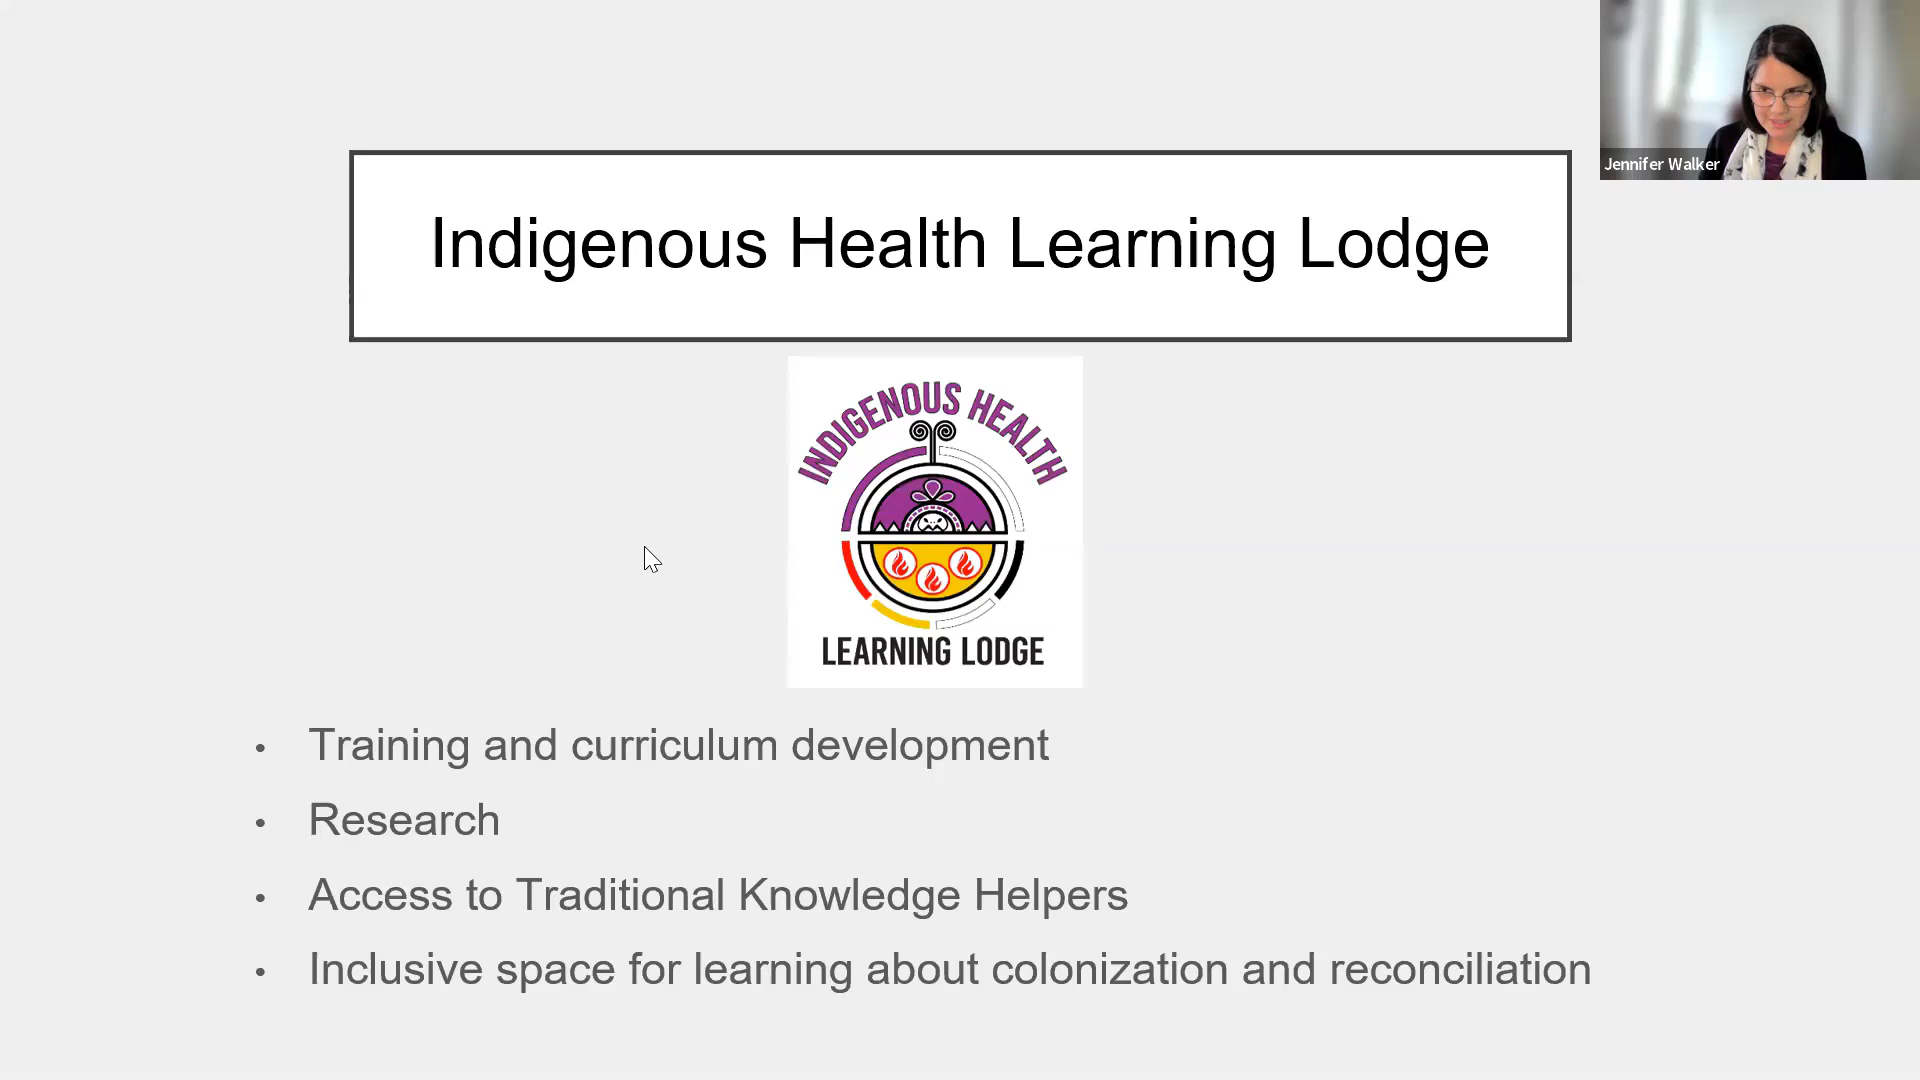 Jennifer Walker
Indigenous Health Learning Lodge
INDIGENOUS HEALTH
LEARNING LODGE
• Training and curriculum development
• Research
• Access to Traditional Knowledge Helpers
• Inclusive space for learning about colonization and reconciliation